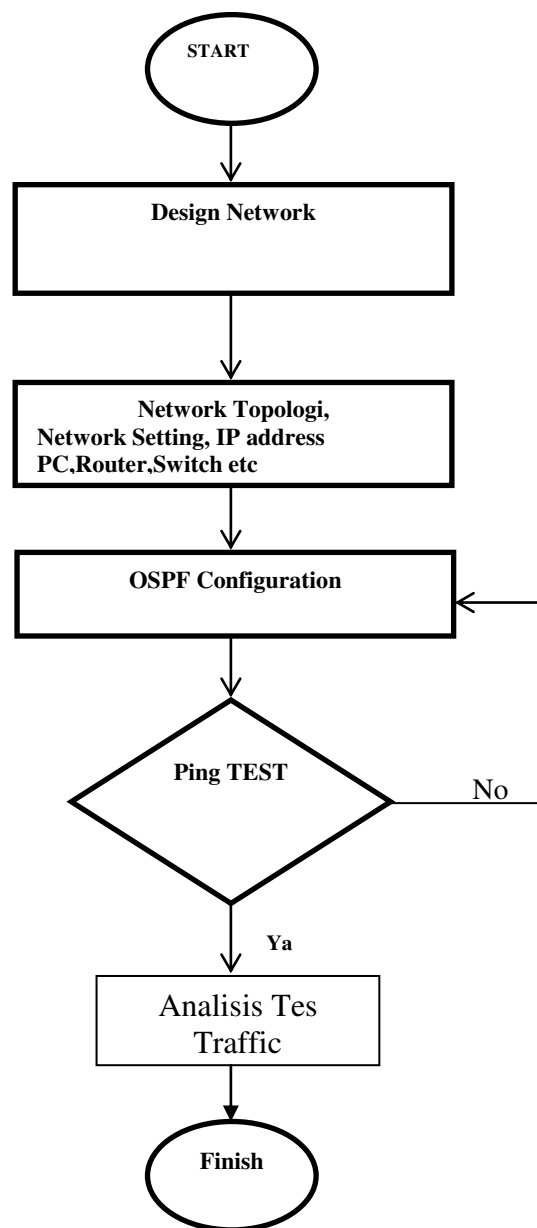 START
Design Network
Network Topologi,
Network Setting, IP address
PC,Router,Switch etc
OSPF Configuration
Ping TEST
No
Ya
Analisis Tes
Traffic
Finish